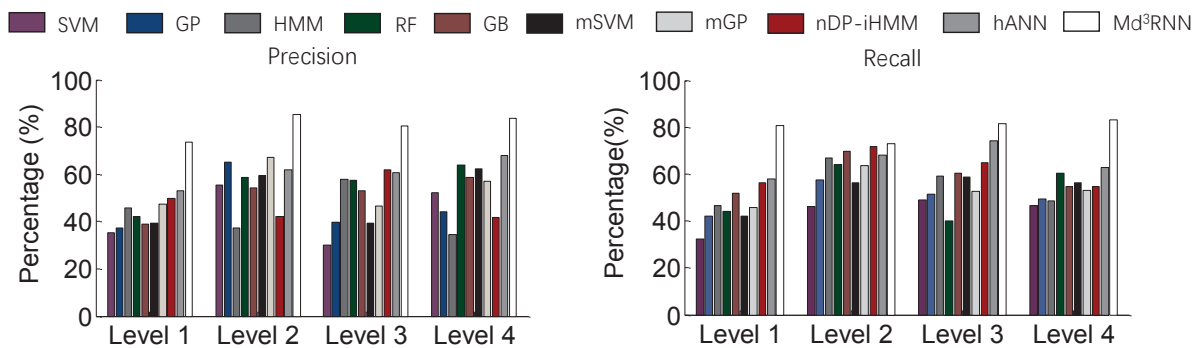 SVM GP HMM RF GB mSVM mGP nDP-iHMM hANN Md³RNN
Precision
Percentage (%)
100
80
60
40
20
0
Level 1 Level 2 Level 3 Level 4
Recall
Percentage(%)
100
80
60
40
20
0
Level 1 Level 2 Level 3 Level 4